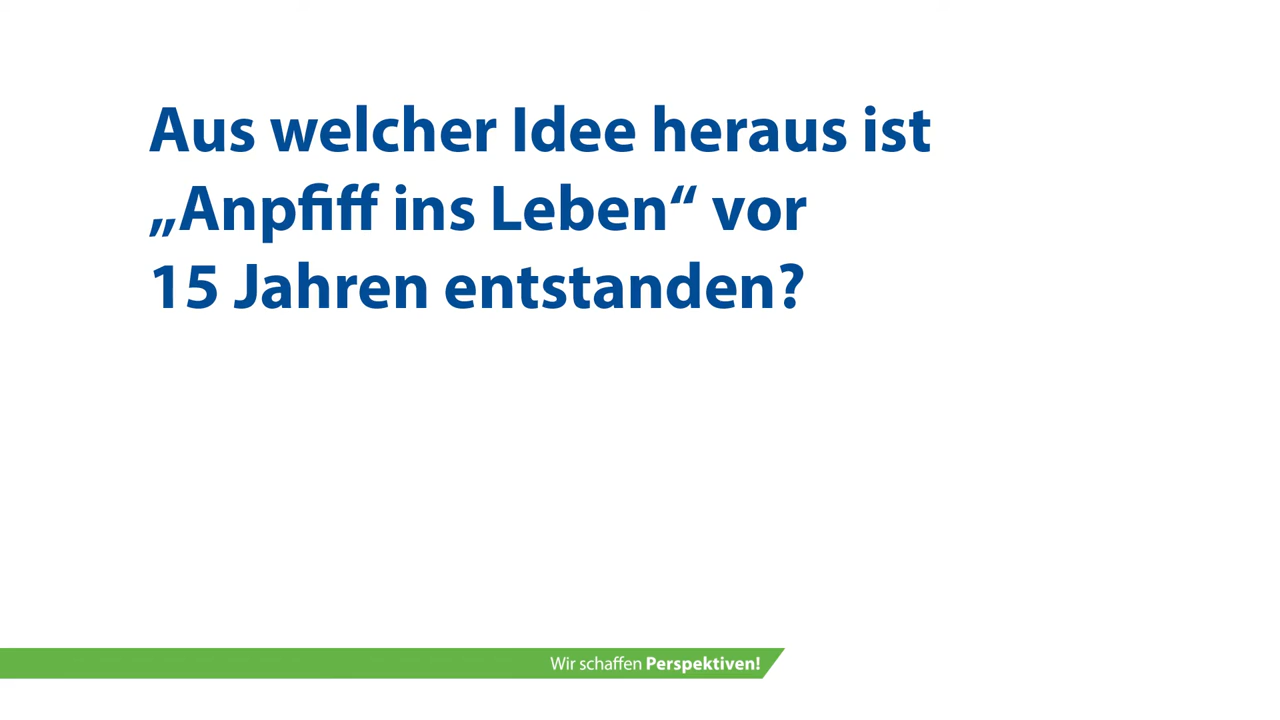 Aus welcher Idee heraus ist
„Anpfiff ins Leben“ vor
15 Jahren entstanden?
Wir schaffen Perspektiven!